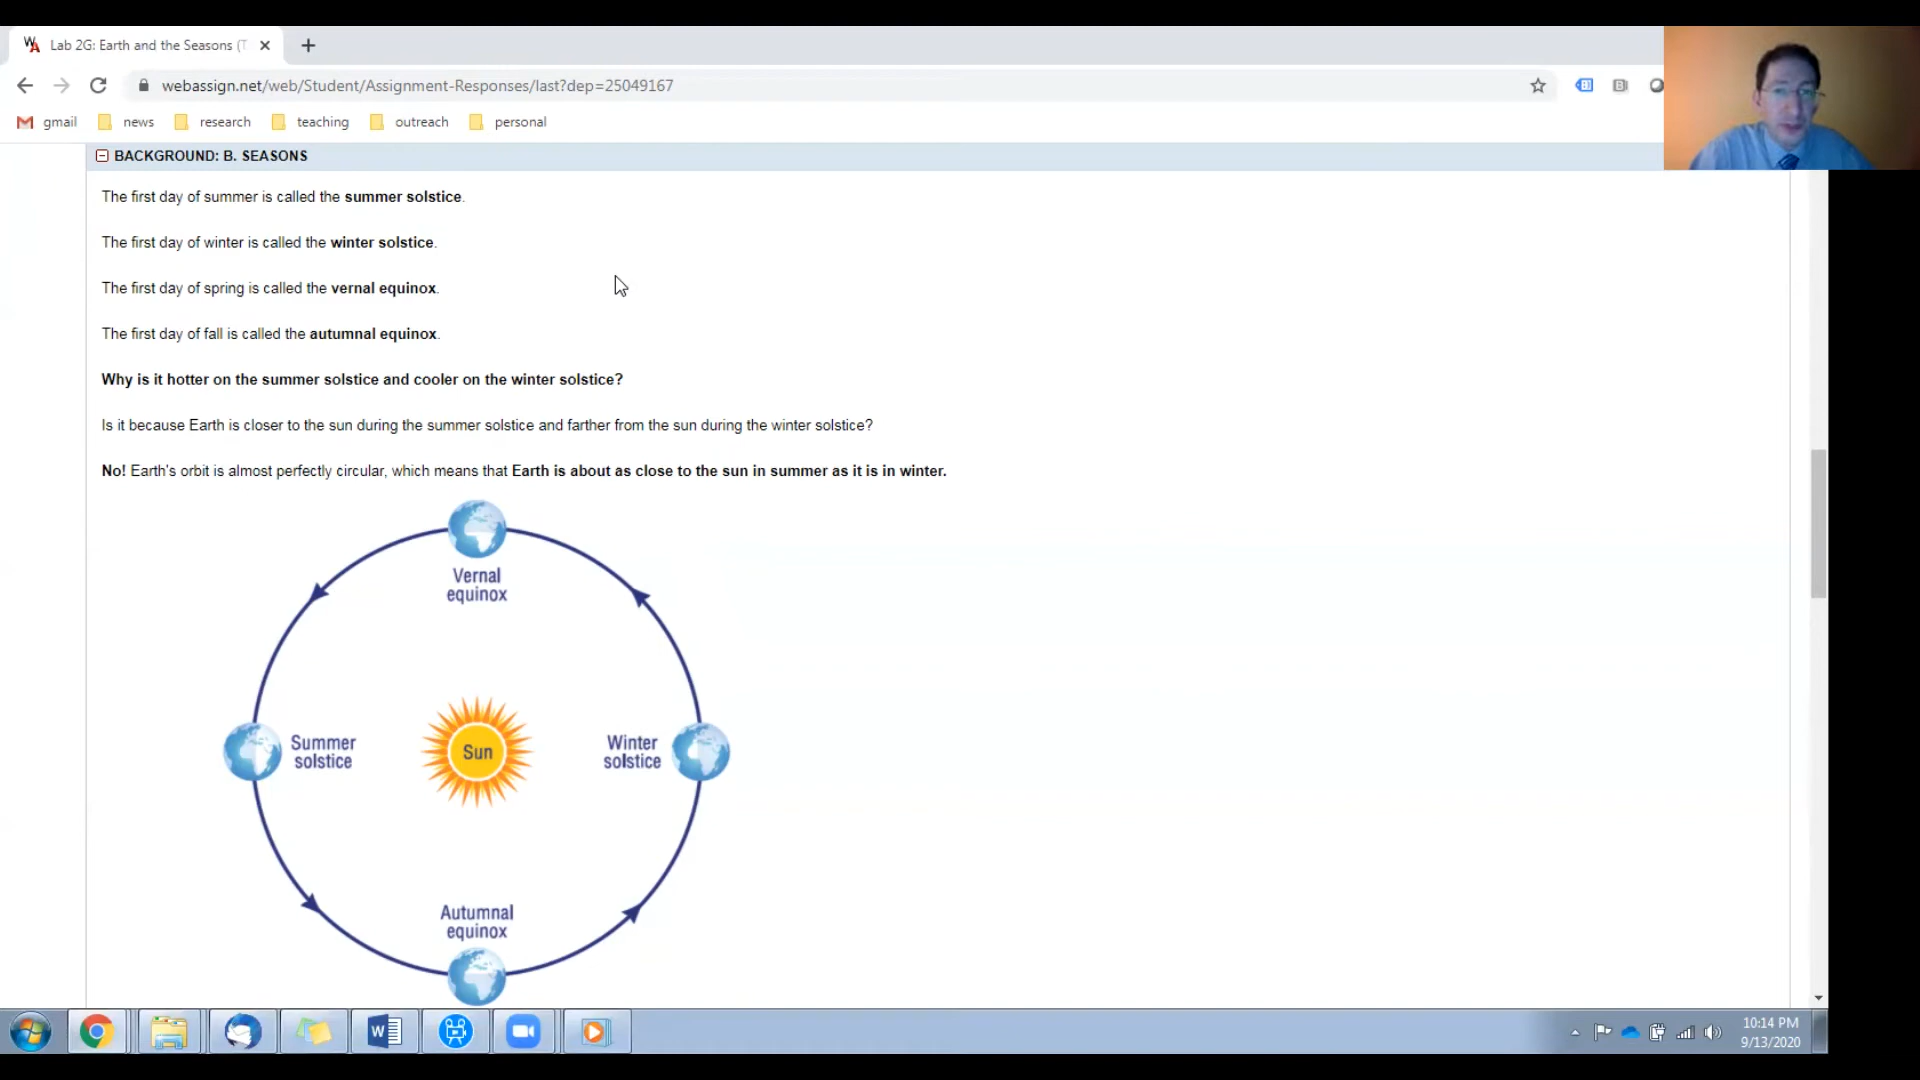 Lab 2G: Earth and the Seasons (T
webassign.net/web/Student/Assignment-Responses/last?dep=25049167
gmail news research teaching outreach personal
BACKGROUND: B. SEASONS
The first day of summer is called the summer solstice.
The first day of winter is called the winter solstice.
The first day of spring is called the vernal equinox.
The first day of fall is called the autumnal equinox.
Why is it hotter on the summer solstice and cooler on the winter solstice?
Is it because Earth is closer to the sun during the summer solstice and farther from the sun during the winter solstice?
No! Earth's orbit is almost perfectly circular, which means that Earth is about as close to the sun in summer as it is in winter.
Vernal
equinox
Summer
solstice
Sun
Winter
solstice
Autumnal
equinox
10:14 PM
9/13/2020